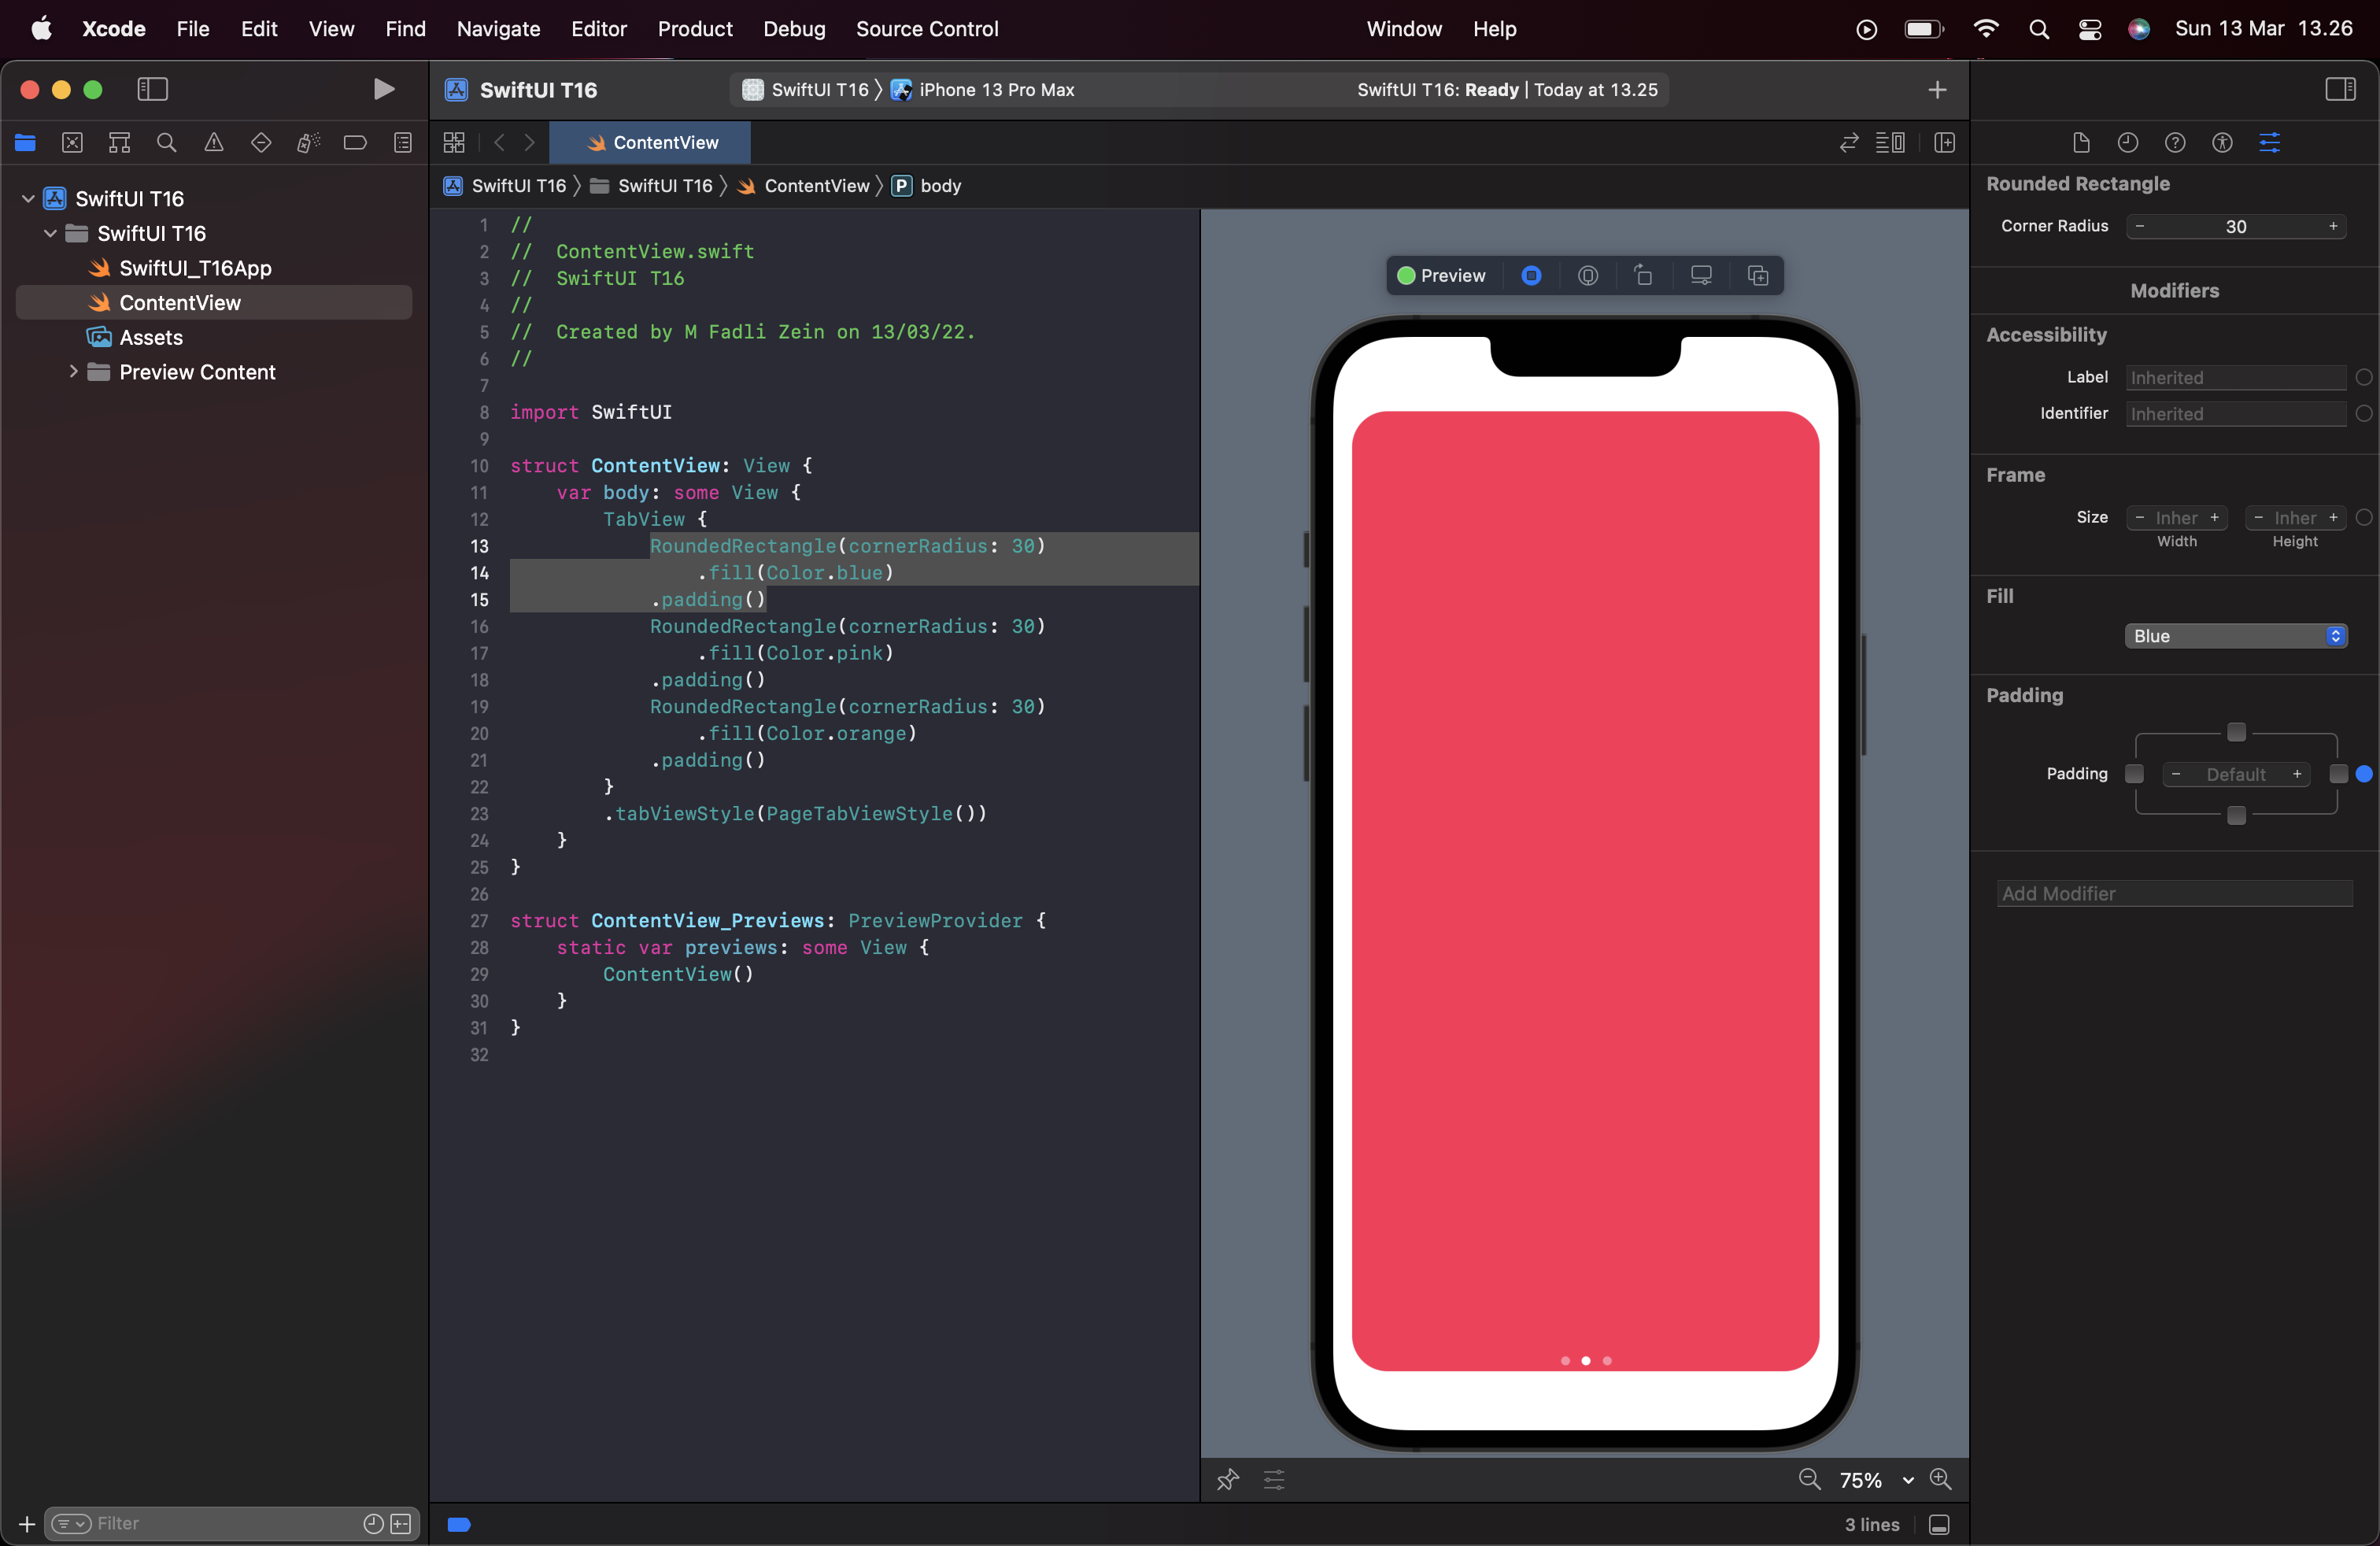 Xcode File Edit View Find Navigate Editor Product Debug Source Control Window Help Sun 13 Mar 13.26
SwiftUI T16
SwiftUI T16 〉 iPhone 13 Pro Max
SwiftUI T16: Ready | Today at 13.25
ContentView
SwiftUI T16 〉 SwiftUI T16 〉 ContentView 〉 P body
SwiftUI T16
SwiftUI T16
SwiftUI_T16App
ContentView
Assets
Preview Content
Filter
1 //
2 //  ContentView.swift
3 //  SwiftUI T16
4 //
5 //  Created by M Fadli Zein on 13/03/22.
6 //
7
8 import SwiftUI
9
10 struct ContentView: View {
11     var body: some View {
12         TabView {
13             RoundedRectangle(cornerRadius: 30)
14                 .fill(Color.blue)
15             .padding()
16             RoundedRectangle(cornerRadius: 30)
17                 .fill(Color.pink)
18             .padding()
19             RoundedRectangle(cornerRadius: 30)
20                 .fill(Color.orange)
21             .padding()
22         }
23         .tabViewStyle(PageTabViewStyle())
24     }
25 }
26
27 struct ContentView_Previews: PreviewProvider {
28     static var previews: some View {
29         ContentView()
30     }
31 }
32
Preview
75%
3 lines
Rounded Rectangle
Corner Radius − 30 +
Modifiers
Accessibility
Label Inherited
Identifier Inherited
Frame
Size − Inher + − Inher +
Width Height
Fill
Blue
Padding
Padding − Default +
Add Modifier